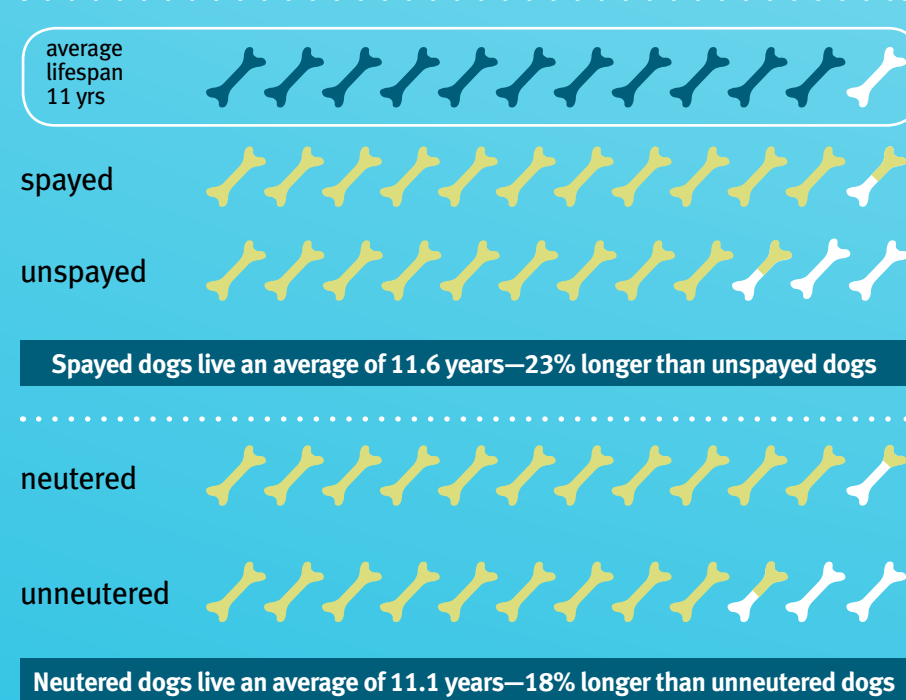 average
lifespan
11 yrs
spayed
unspayed
Spayed dogs live an average of 11.6 years—23% longer than unspayed dogs
neutered
unneutered
Neutered dogs live an average of 11.1 years—18% longer than unneutered dogs